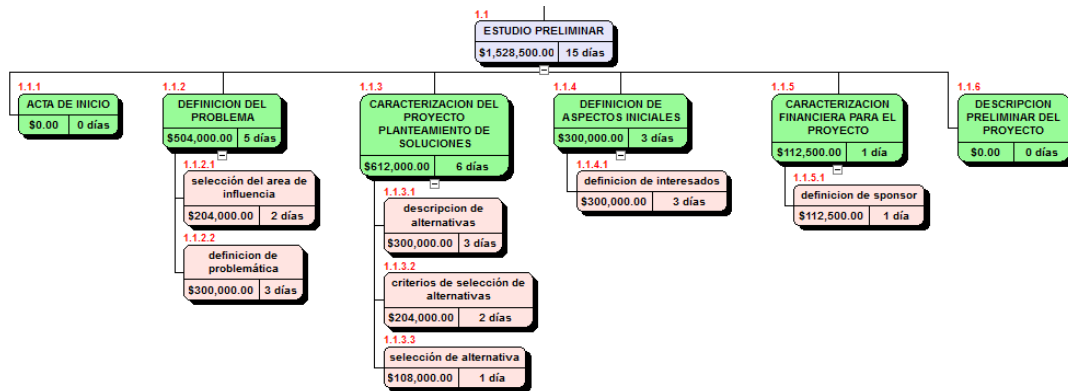 1.1
ESTUDIO PRELIMINAR
$1,528,500.00 15 días
1.1.1
ACTA DE INICIO
$0.00 0 días
1.1.2
DEFINICION DEL
PROBLEMA
$504,000.00 5 días
1.1.2.1
selección del area de
influencia
$204,000.00 2 días
1.1.2.2
definicion de
problemática
$300,000.00 3 días
1.1.3
CARACTERIZACION DEL
PROYECTO
PLANTEAMIENTO DE
SOLUCIONES
$612,000.00 6 días
1.1.3.1
descripcion de
alternativas
$300,000.00 3 días
1.1.3.2
criterios de selección de
alternativas
$204,000.00 2 días
1.1.3.3
selección de alternativa
$108,000.00 1 día
1.1.4
DEFINICION DE
ASPECTOS INICIALES
$300,000.00 3 días
1.1.4.1
definicion de interesados
$300,000.00 3 días
1.1.5
CARACTERIZACION
FINANCIERA PARA EL
PROYECTO
$112,500.00 1 día
1.1.5.1
definicion de sponsor
$112,500.00 1 día
1.1.6
DESCRIPCION
PRELIMINAR DEL
PROYECTO
$0.00 0 días